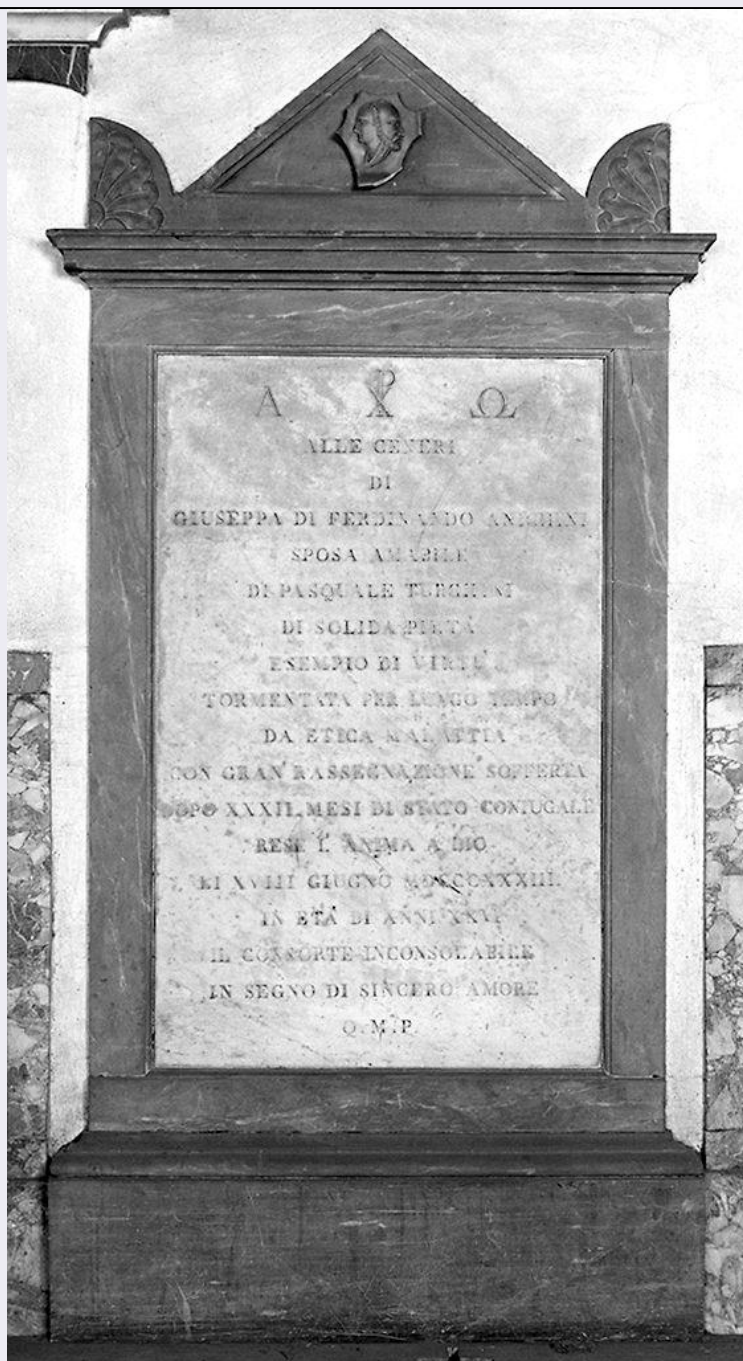 Α ☧ Ω
ALLE CENERI
DI
GIUSEPPA DI FERDINANDO ANICHINI
SPOSA AMABILE
DI PASQUALE TURCHINI
DI SOLIDA PIETÀ
ESEMPIO DI VIRTÙ
TORMENTATA PER LUNGO TEMPO
DA ETICA MALATTIA
CON GRAN RASSEGNAZIONE SOFFERTA
DOPO XXXII. MESI DI STATO CONIUGALE
RESE L'ANIMA A DIO
LI XVIII GIUGNO MDCCCXXXIII.
IN ETÀ DI ANNI
IL CONSORTE INCONSOLABILE
IN SEGNO DI SINCERO AMORE
Q. M. P.